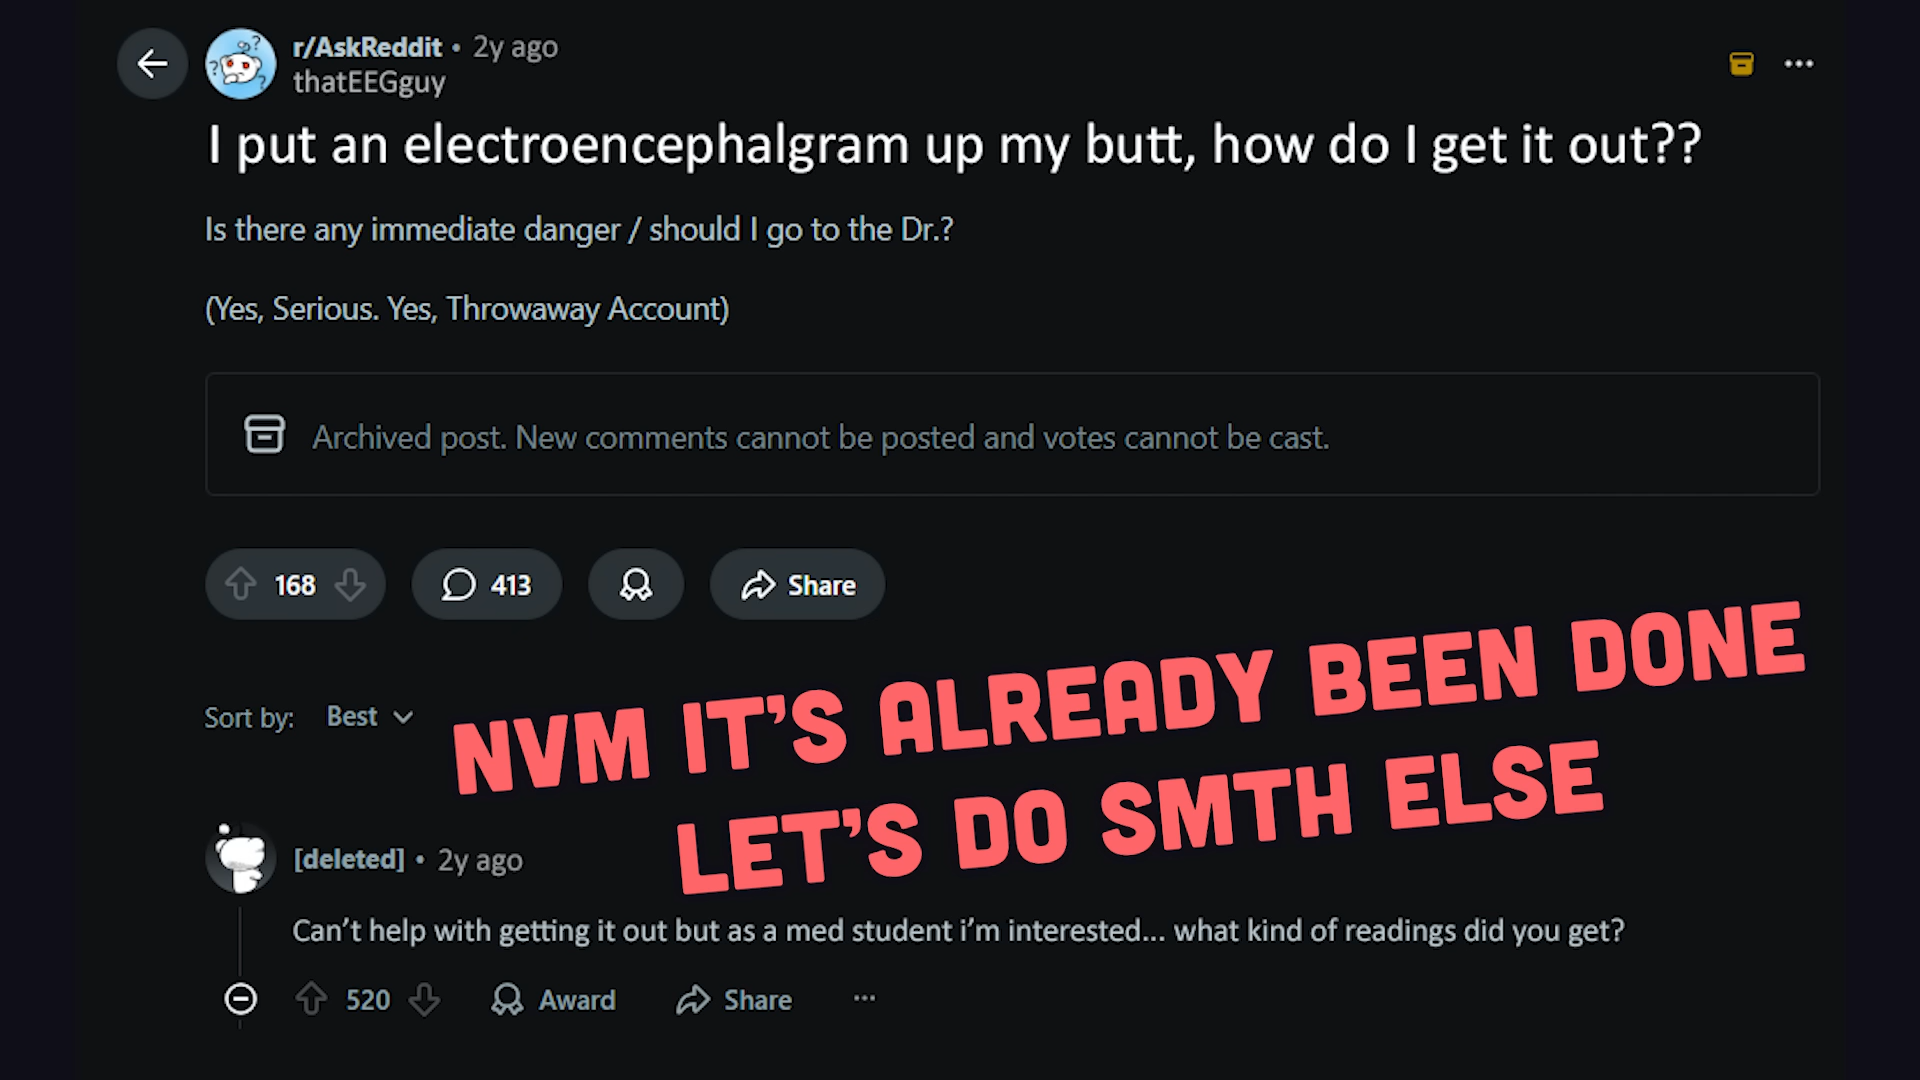 r/AskReddit • 2y ago
thatEEGguy
I put an electroencephalgram up my butt, how do I get it out??
Is there any immediate danger / should I go to the Dr.?
(Yes, Serious. Yes, Throwaway Account)
Archived post. New comments cannot be posted and votes cannot be cast.
168 413 Share
Sort by: Best
NVM IT'S ALREADY BEEN DONE
LET'S DO SMTH ELSE
[deleted] • 2y ago
Can't help with getting it out but as a med student i'm interested... what kind of readings did you get?
520 Award Share